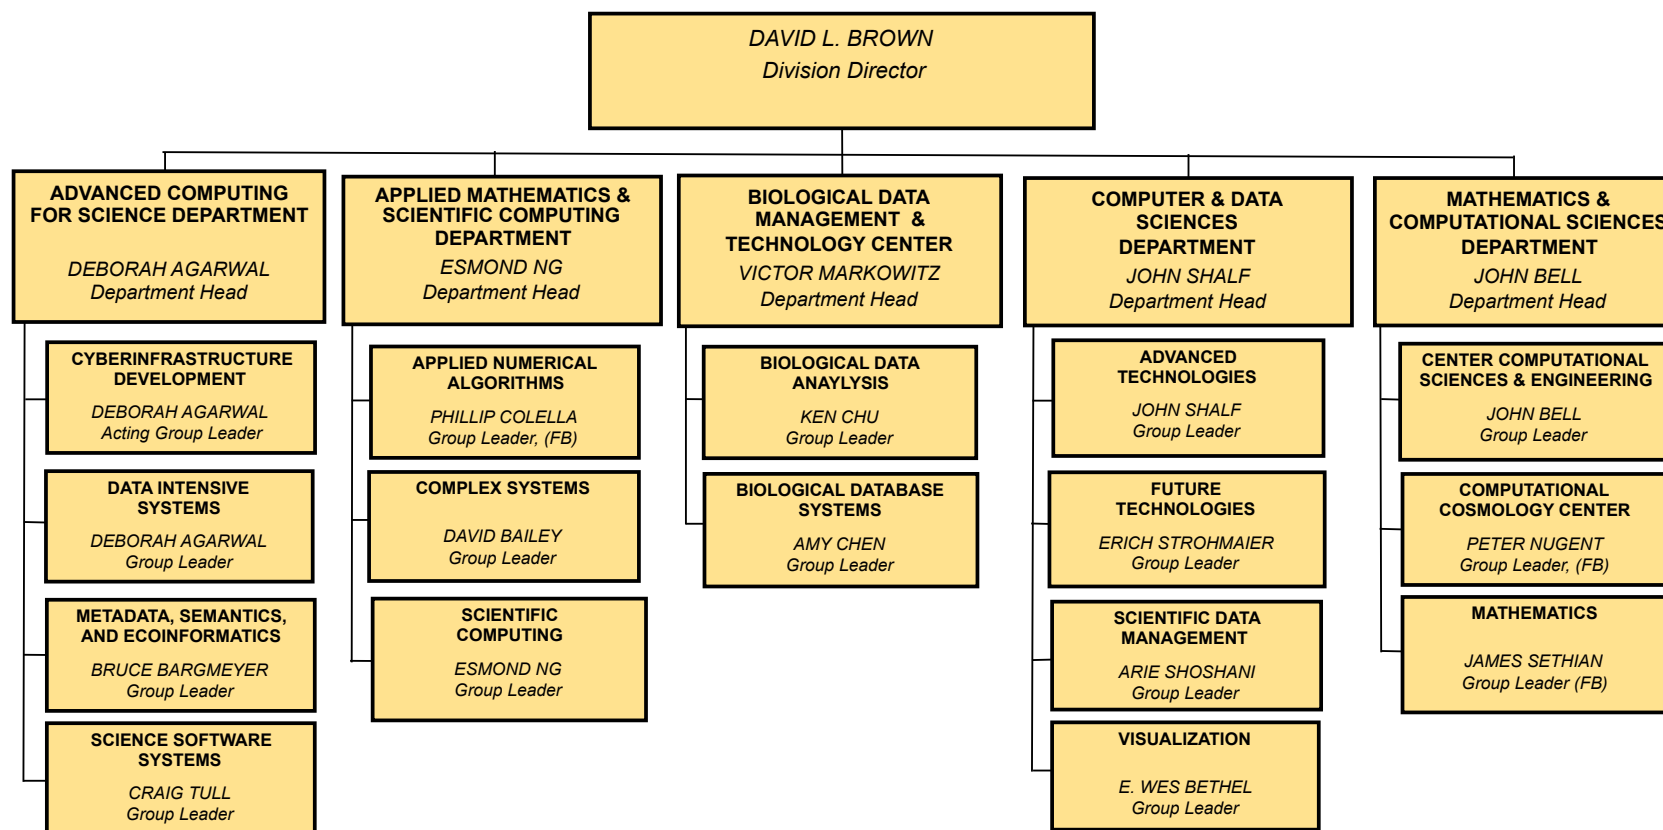 DAVID L. BROWN
Division Director
ADVANCED COMPUTING
FOR SCIENCE DEPARTMENT
DEBORAH AGARWAL
Department Head
CYBERINFRASTRUCTURE
DEVELOPMENT
DEBORAH AGARWAL
Acting Group Leader
DATA INTENSIVE
SYSTEMS
DEBORAH AGARWAL
Group Leader
METADATA, SEMANTICS,
AND ECOINFORMATICS
BRUCE BARGMEYER
Group Leader
SCIENCE SOFTWARE
SYSTEMS
CRAIG TULL
Group Leader
APPLIED MATHEMATICS &
SCIENTIFIC COMPUTING
DEPARTMENT
ESMOND NG
Department Head
APPLIED NUMERICAL
ALGORITHMS
PHILLIP COLELLA
Group Leader, (FB)
COMPLEX SYSTEMS
DAVID BAILEY
Group Leader
SCIENTIFIC
COMPUTING
ESMOND NG
Group Leader
BIOLOGICAL DATA
MANAGEMENT &
TECHNOLOGY CENTER
VICTOR MARKOWITZ
Department Head
BIOLOGICAL DATA
ANAYLYSIS
KEN CHU
Group Leader
BIOLOGICAL DATABASE
SYSTEMS
AMY CHEN
Group Leader
COMPUTER & DATA
SCIENCES
DEPARTMENT
JOHN SHALF
Department Head
ADVANCED
TECHNOLOGIES
JOHN SHALF
Group Leader
FUTURE
TECHNOLOGIES
ERICH STROHMAIER
Group Leader
SCIENTIFIC DATA
MANAGEMENT
ARIE SHOSHANI
Group Leader
VISUALIZATION
E. WES BETHEL
Group Leader
MATHEMATICS &
COMPUTATIONAL SCIENCES
DEPARTMENT
JOHN BELL
Department Head
CENTER COMPUTATIONAL
SCIENCES & ENGINEERING
JOHN BELL
Group Leader
COMPUTATIONAL
COSMOLOGY CENTER
PETER NUGENT
Group Leader, (FB)
MATHEMATICS
JAMES SETHIAN
Group Leader (FB)